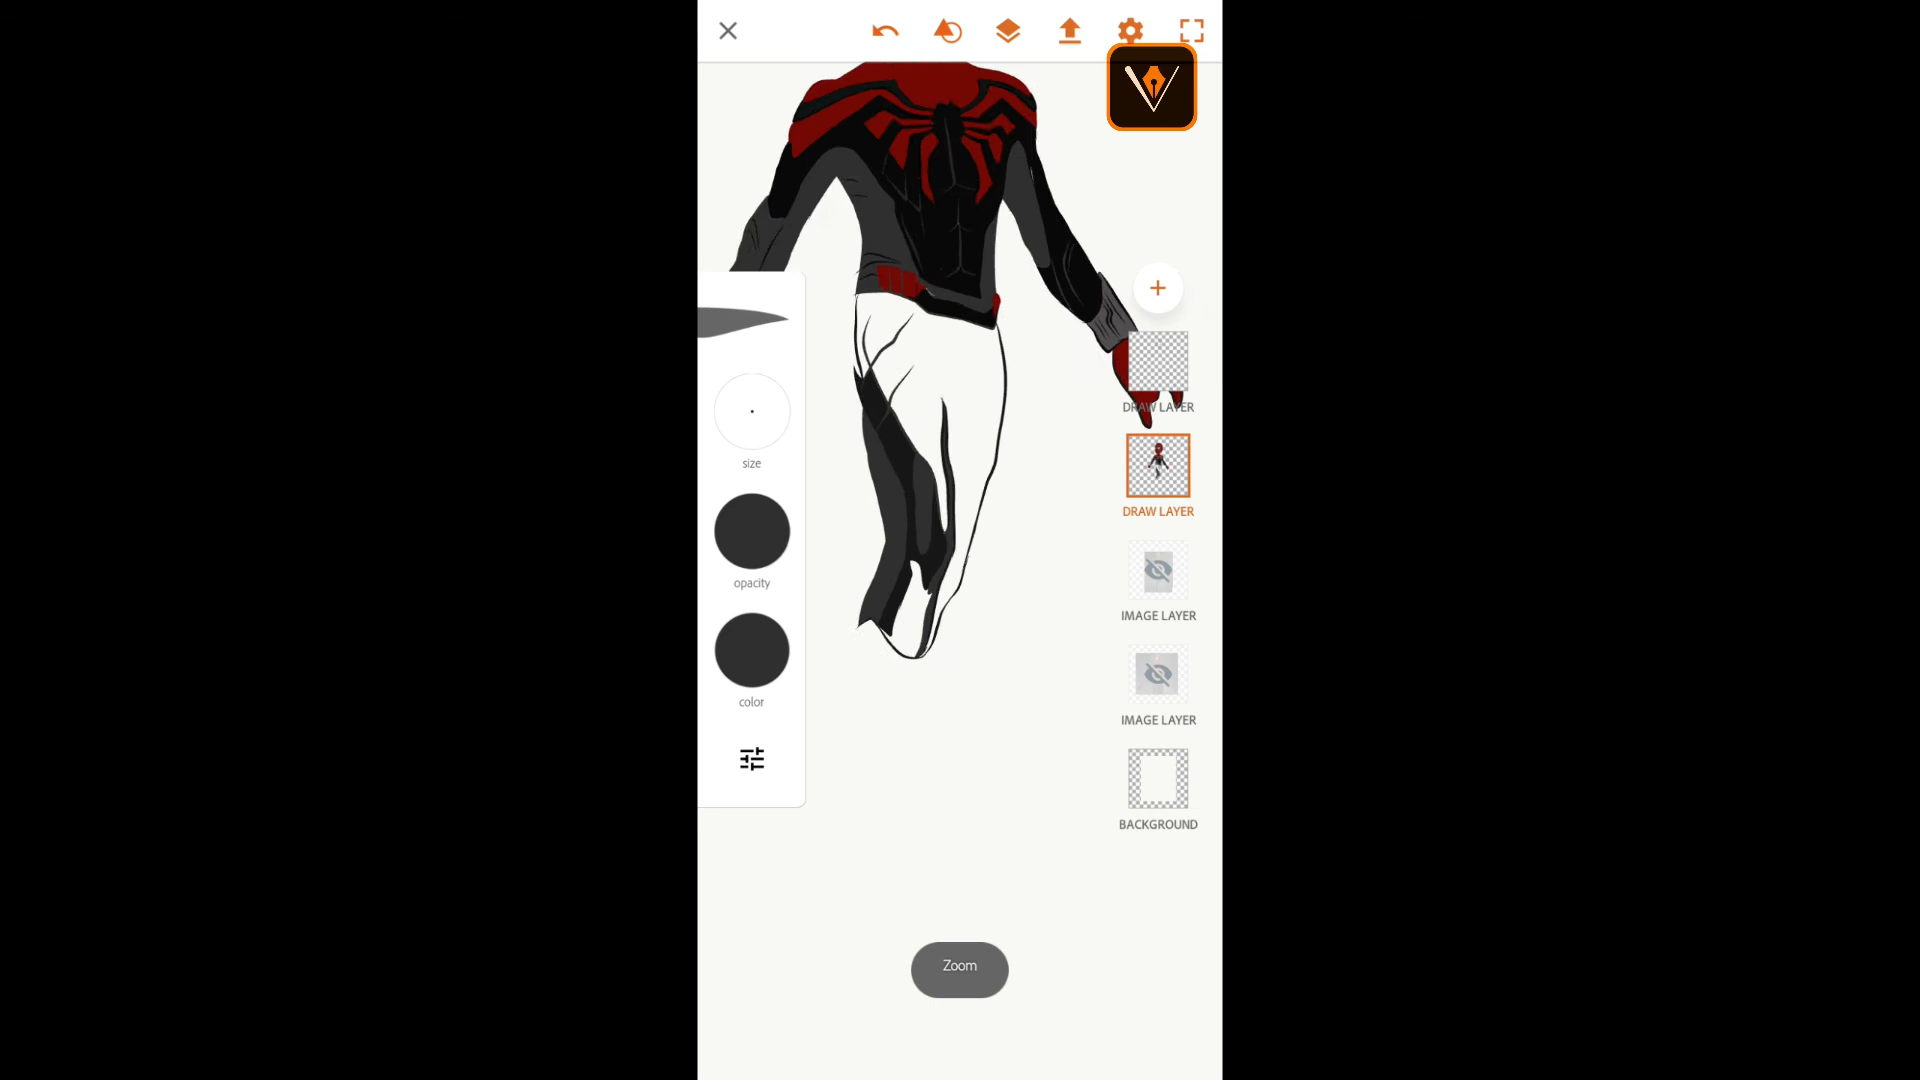 DRAW LAYER
size
DRAW LAYER
opacity
IMAGE LAYER
color
IMAGE LAYER
BACKGROUND
Zoom